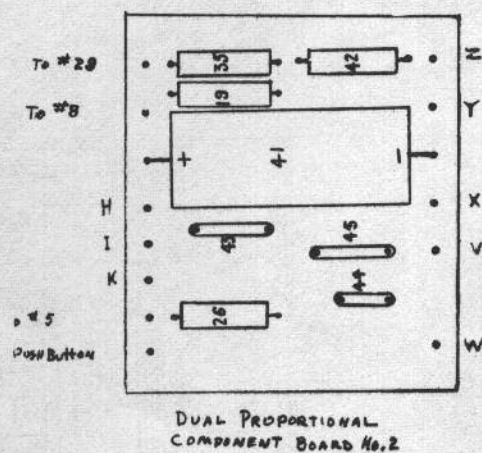 To #28
35
42
Z
19
To #8
Y
+
41
-
H
X
43
I
45
V
K
44
#5
26
PUSH BUTTON
W
DUAL PROPORTIONAL
COMPONENT BOARD No.2